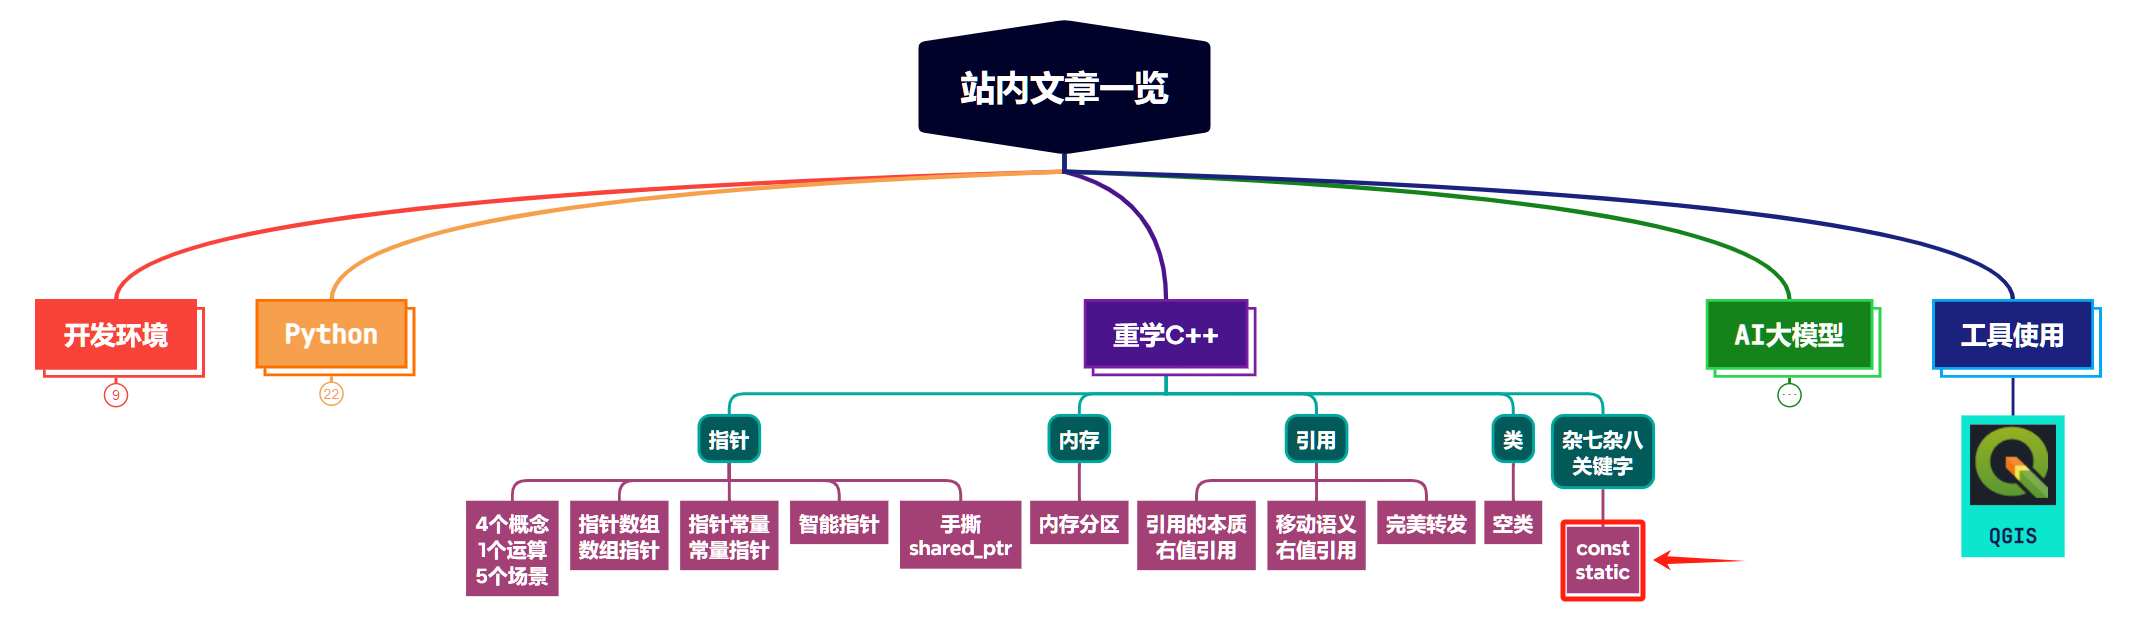 站内文章一览
开发环境
Python
重学C++
AI大模型
工具使用
9
22
...
指针
内存
引用
类
杂七杂八
关键字
4个概念
1个运算
5个场景
指针数组
数组指针
指针常量
常量指针
智能指针
手撕
shared_ptr
内存分区
引用的本质
右值引用
移动语义
右值引用
完美转发
空类
const
static
QGIS